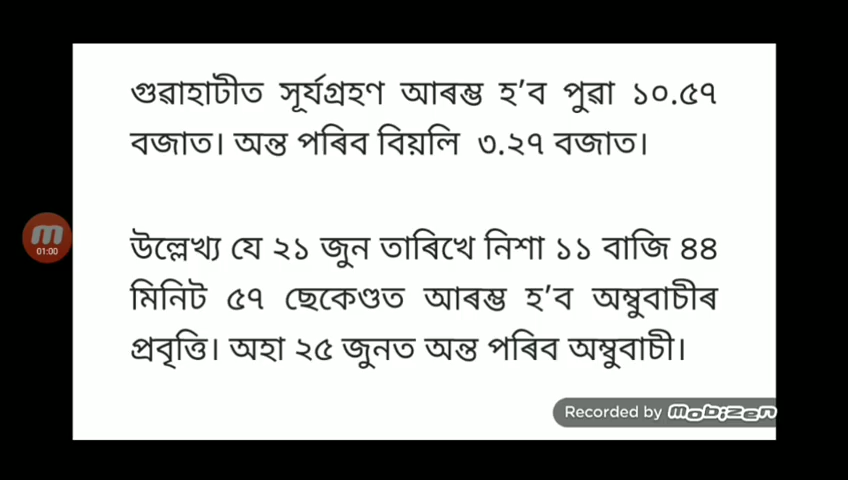 গুৱাহাটীত সূৰ্যগ্ৰহণ আৰম্ভ হ'ব পুৱা ১০.৫৭
বজাত। অন্ত পৰিব বিয়লি ৩.২৭ বজাত।
উল্লেখ্য যে ২১ জুন তাৰিখে নিশা ১১ বাজি ৪৪
মিনিট ৫৭ ছেকেণ্ডত আৰম্ভ হ'ব অম্বুবাচীৰ
প্ৰবৃত্তি। অহা ২৫ জুনত অন্ত পৰিব অম্বুবাচী।
m
01:00
Recorded by mobizen